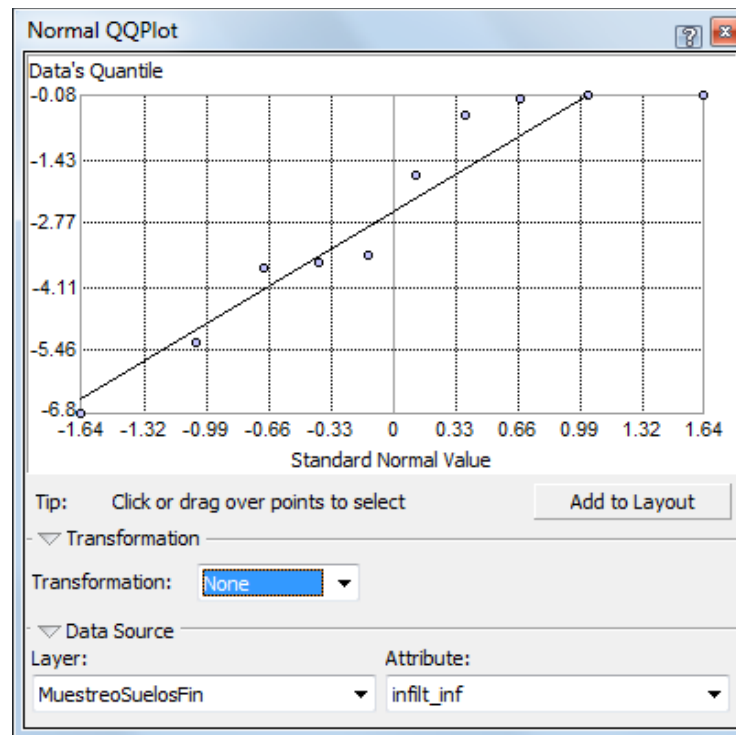 Normal QQPlot
Data's Quantile
-0.08
-1.43
-2.77
-4.11
-5.46
-6.8
-1.64 -1.32 -0.99 -0.66 -0.33 0 0.33 0.66 0.99 1.32 1.64
Standard Normal Value
Tip: Click or drag over points to select Add to Layout
Transformation
Transformation: None
Data Source
Layer: Attribute:
MuestreoSuelosFin infilt_inf